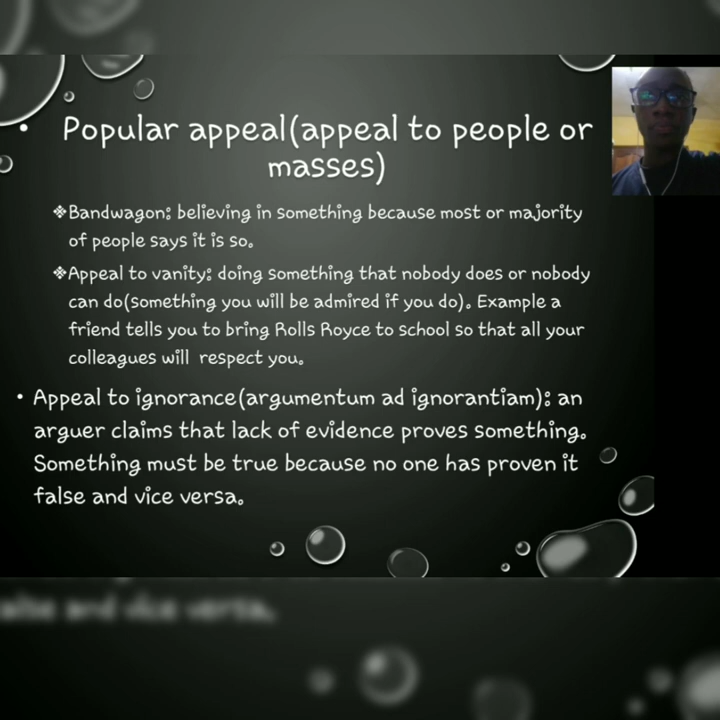 • Popular appeal(appeal to people or
masses)
❖Bandwagon: believing in something because most or majority
of people says it is so.
❖Appeal to vanity: doing something that nobody does or nobody
can do(something you will be admired if you do). Example a
friend tells you to bring Rolls Royce to school so that all your
colleagues will respect you.
• Appeal to ignorance(argumentum ad ignorantiam): an
arguer claims that lack of evidence proves something.
Something must be true because no one has proven it
false and vice versa.
false and vice versa.